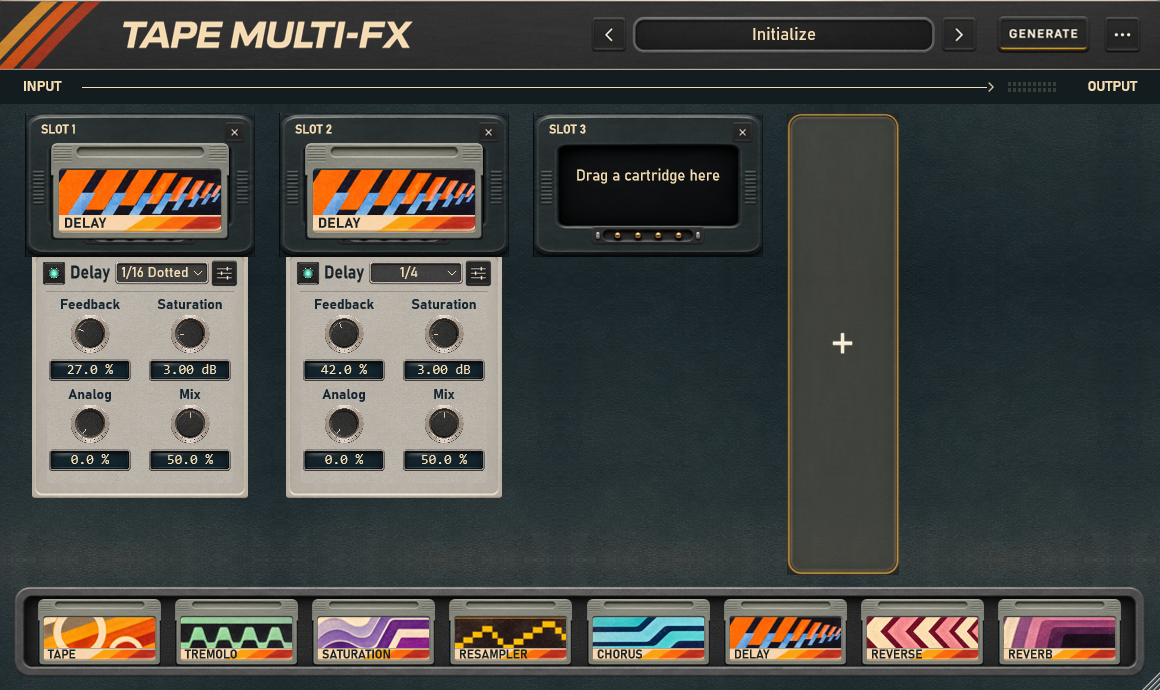 TAPE MULTI-FX
Initialize
GENERATE
INPUT
OUTPUT
SLOT 1
SLOT 2
SLOT 3
DELAY
DELAY
Drag a cartridge here
Delay 1/16 Dotted
Feedback Saturation
27.0 % 3.00 dB
Analog Mix
0.0 % 50.0 %
Delay 1/4
Feedback Saturation
42.0 % 3.00 dB
Analog Mix
0.0 % 50.0 %
TAPE
TREMOLO
SATURATION
RESAMPLER
CHORUS
DELAY
REVERSE
REVERB